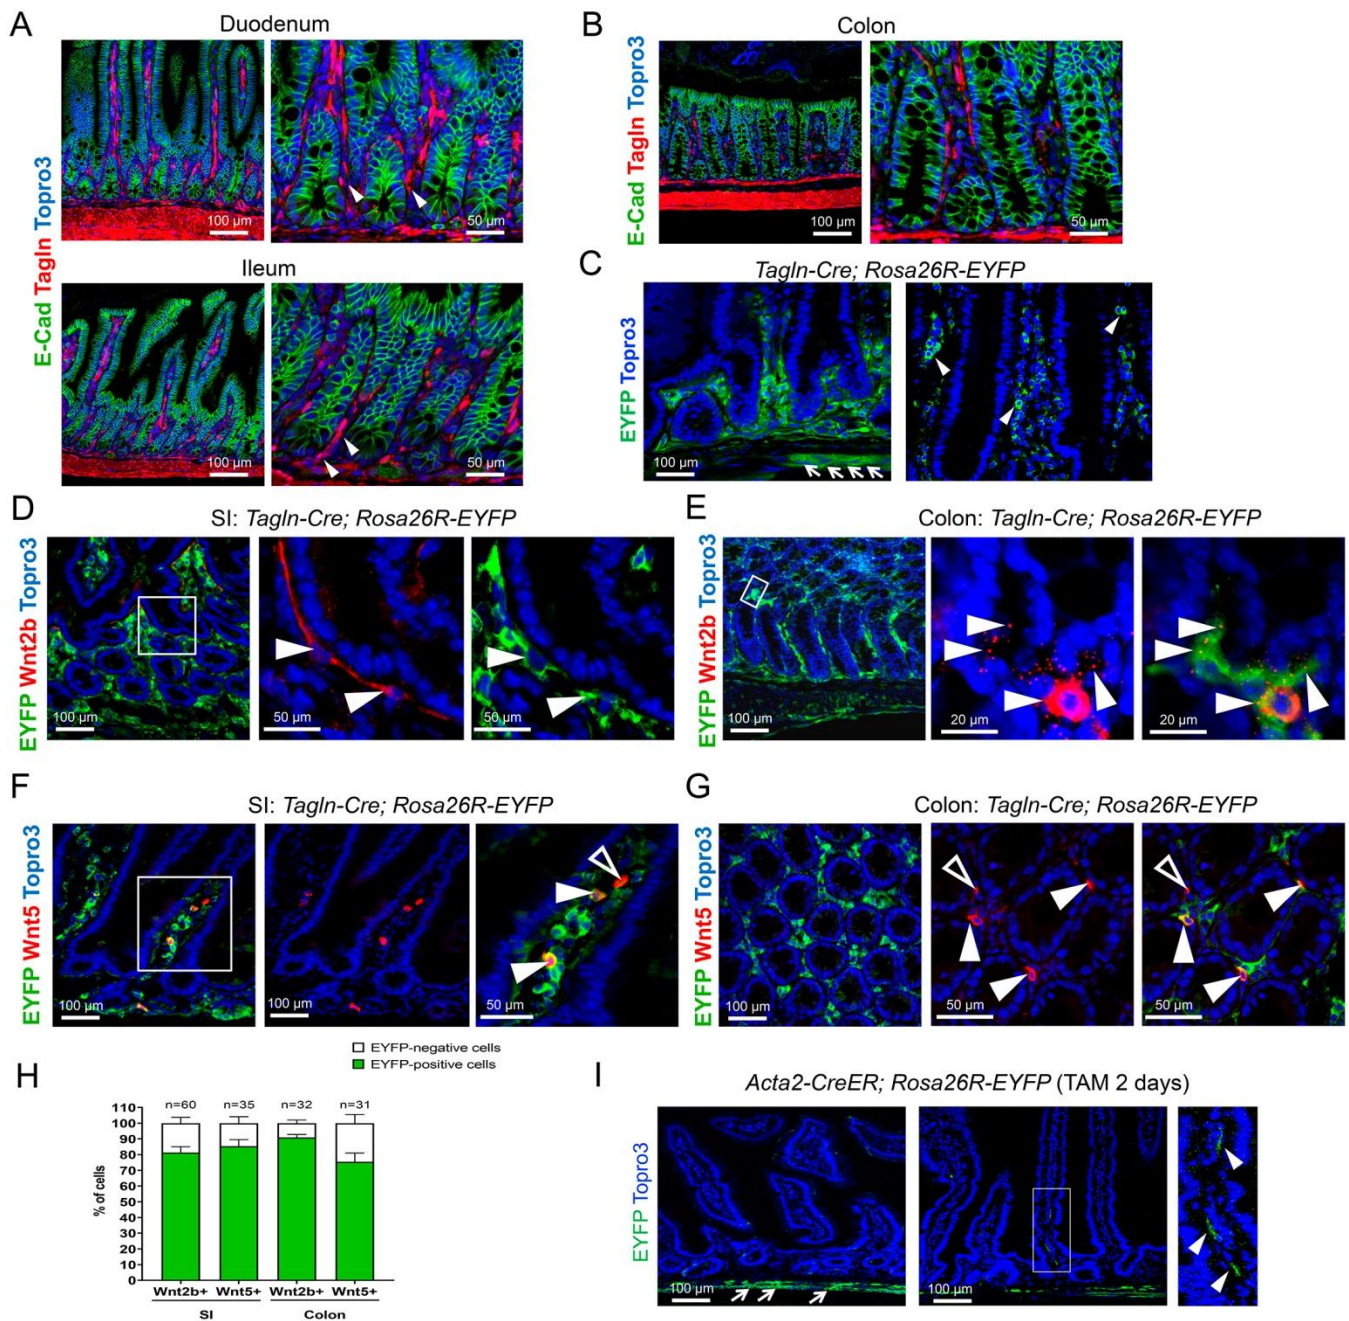 A
Duodenum
E-Cad Tagln Topro3
100 µm
50 µm
Ileum
100 µm
50 µm
B
Colon
E-Cad Tagln Topro3
100 µm
50 µm
C
Tagln-Cre; Rosa26R-EYFP
EYFP Topro3
100 µm
D
SI: Tagln-Cre; Rosa26R-EYFP
EYFP Wnt2b Topro3
100 µm
50 µm
50 µm
E
Colon: Tagln-Cre; Rosa26R-EYFP
EYFP Wnt2b Topro3
100 µm
20 µm
20 µm
F
SI: Tagln-Cre; Rosa26R-EYFP
EYFP Wnt5 Topro3
100 µm
100 µm
50 µm
G
Colon: Tagln-Cre; Rosa26R-EYFP
EYFP Wnt5 Topro3
100 µm
50 µm
50 µm
H
EYFP-negative cells
EYFP-positive cells
n=60 n=35 n=32 n=31
% of cells
110
100
90
80
70
60
50
40
30
20
10
0
Wnt2b+ Wnt5+ Wnt2b+ Wnt5+
SI Colon
I
Acta2-CreER; Rosa26R-EYFP (TAM 2 days)
EYFP Topro3
100 µm
100 µm